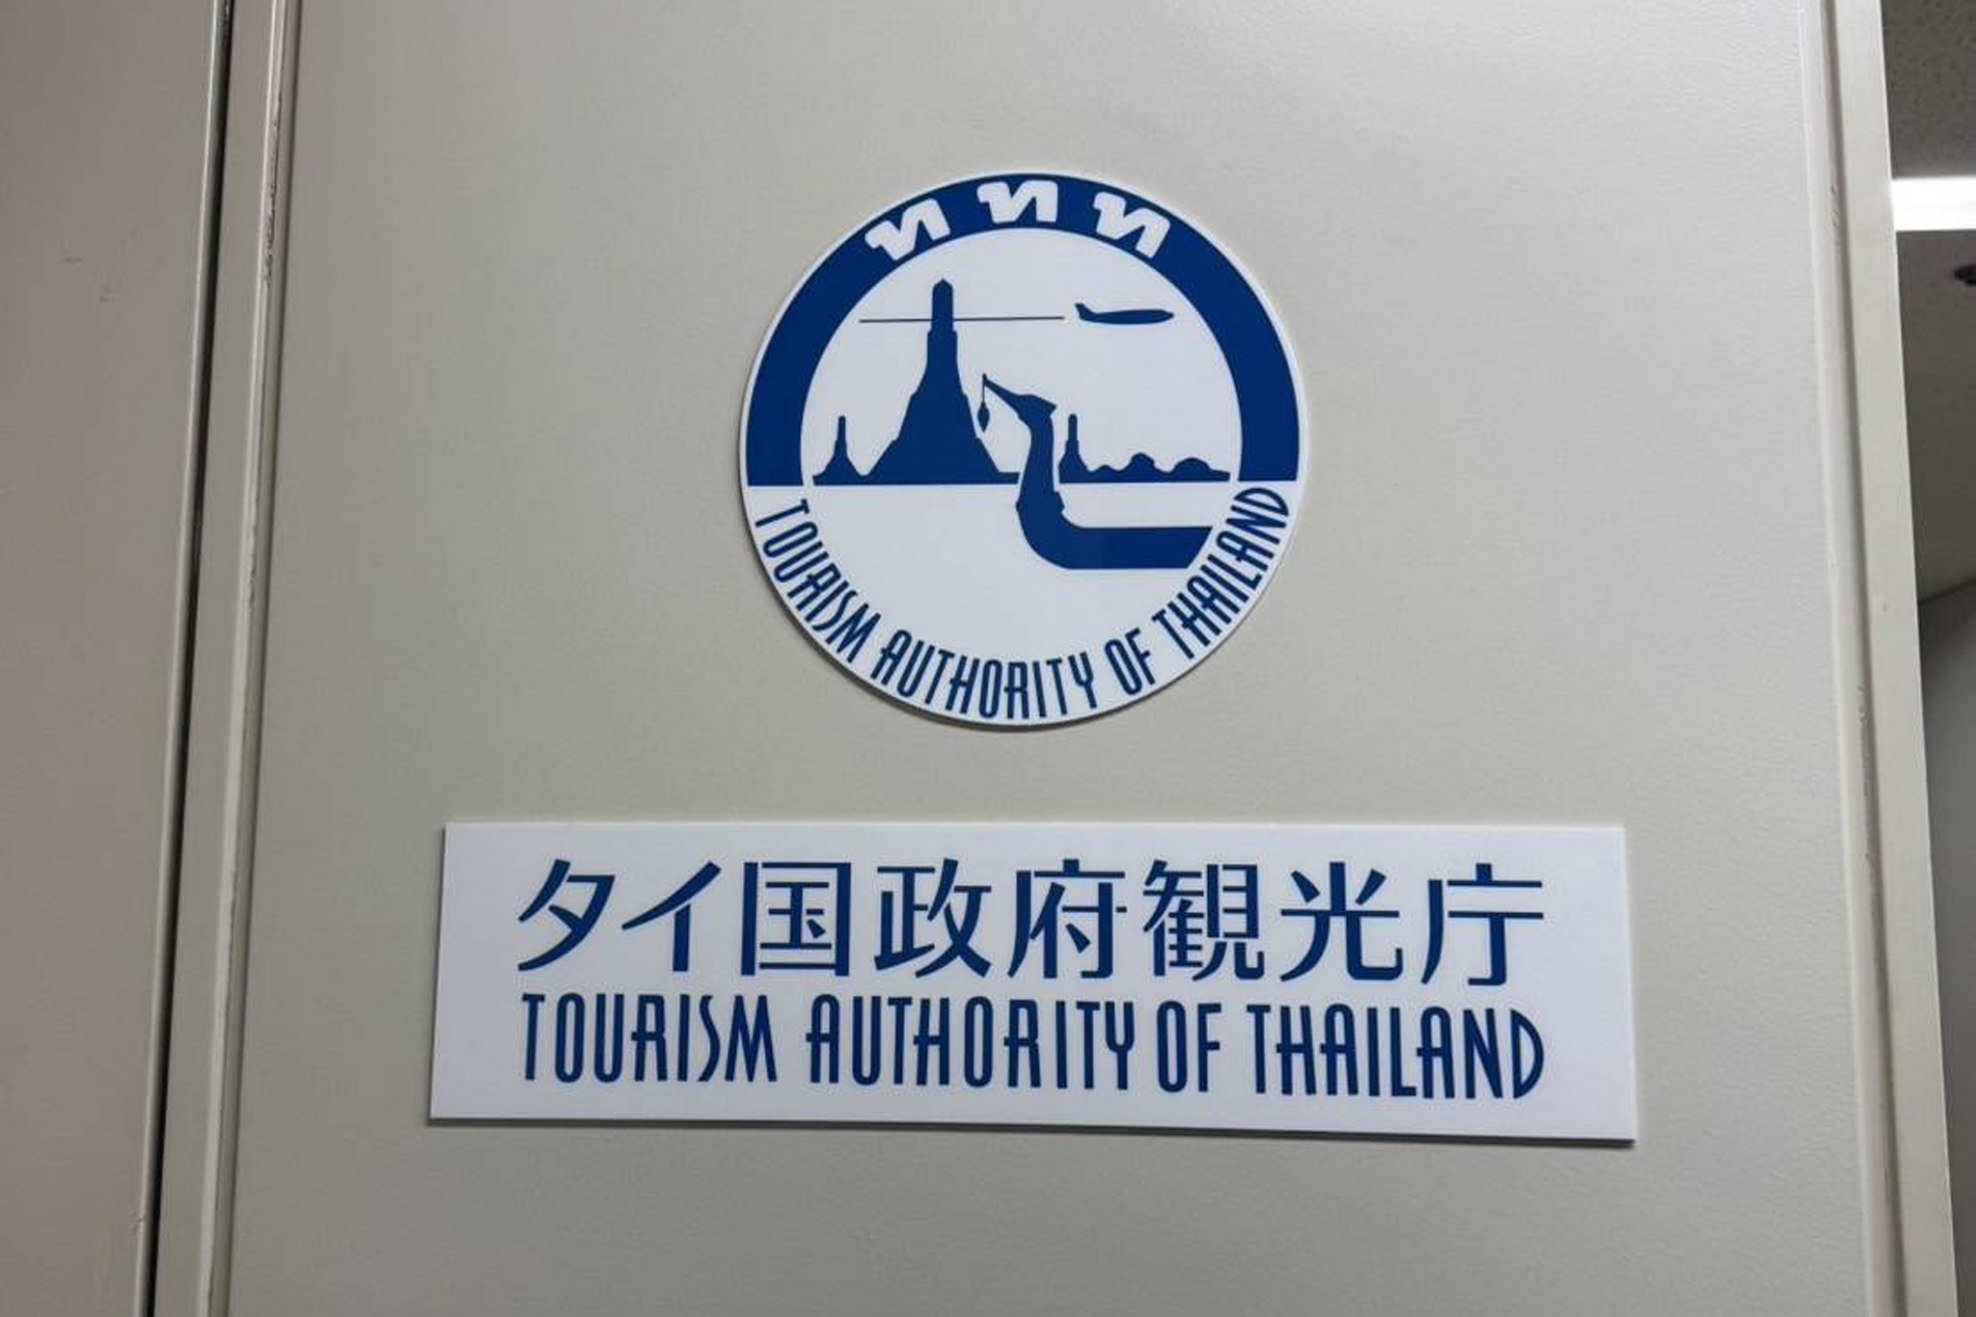 ททท
TOURISM AUTHORITY OF THAILAND
タイ国政府観光庁
TOURISM AUTHORITY OF THAILAND